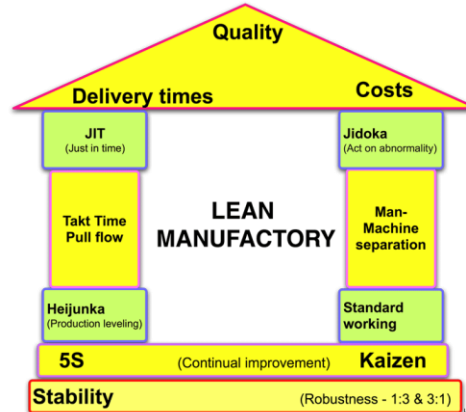 Quality
Delivery times Costs
JIT
(Just in time)
Jidoka
(Act on abnormality)
Takt Time
Pull flow
LEAN
MANUFACTORY
Man-
Machine
separation
Heijunka
(Production leveling)
Standard
working
5S (Continual improvement) Kaizen
Stability (Robustness - 1:3 & 3:1)